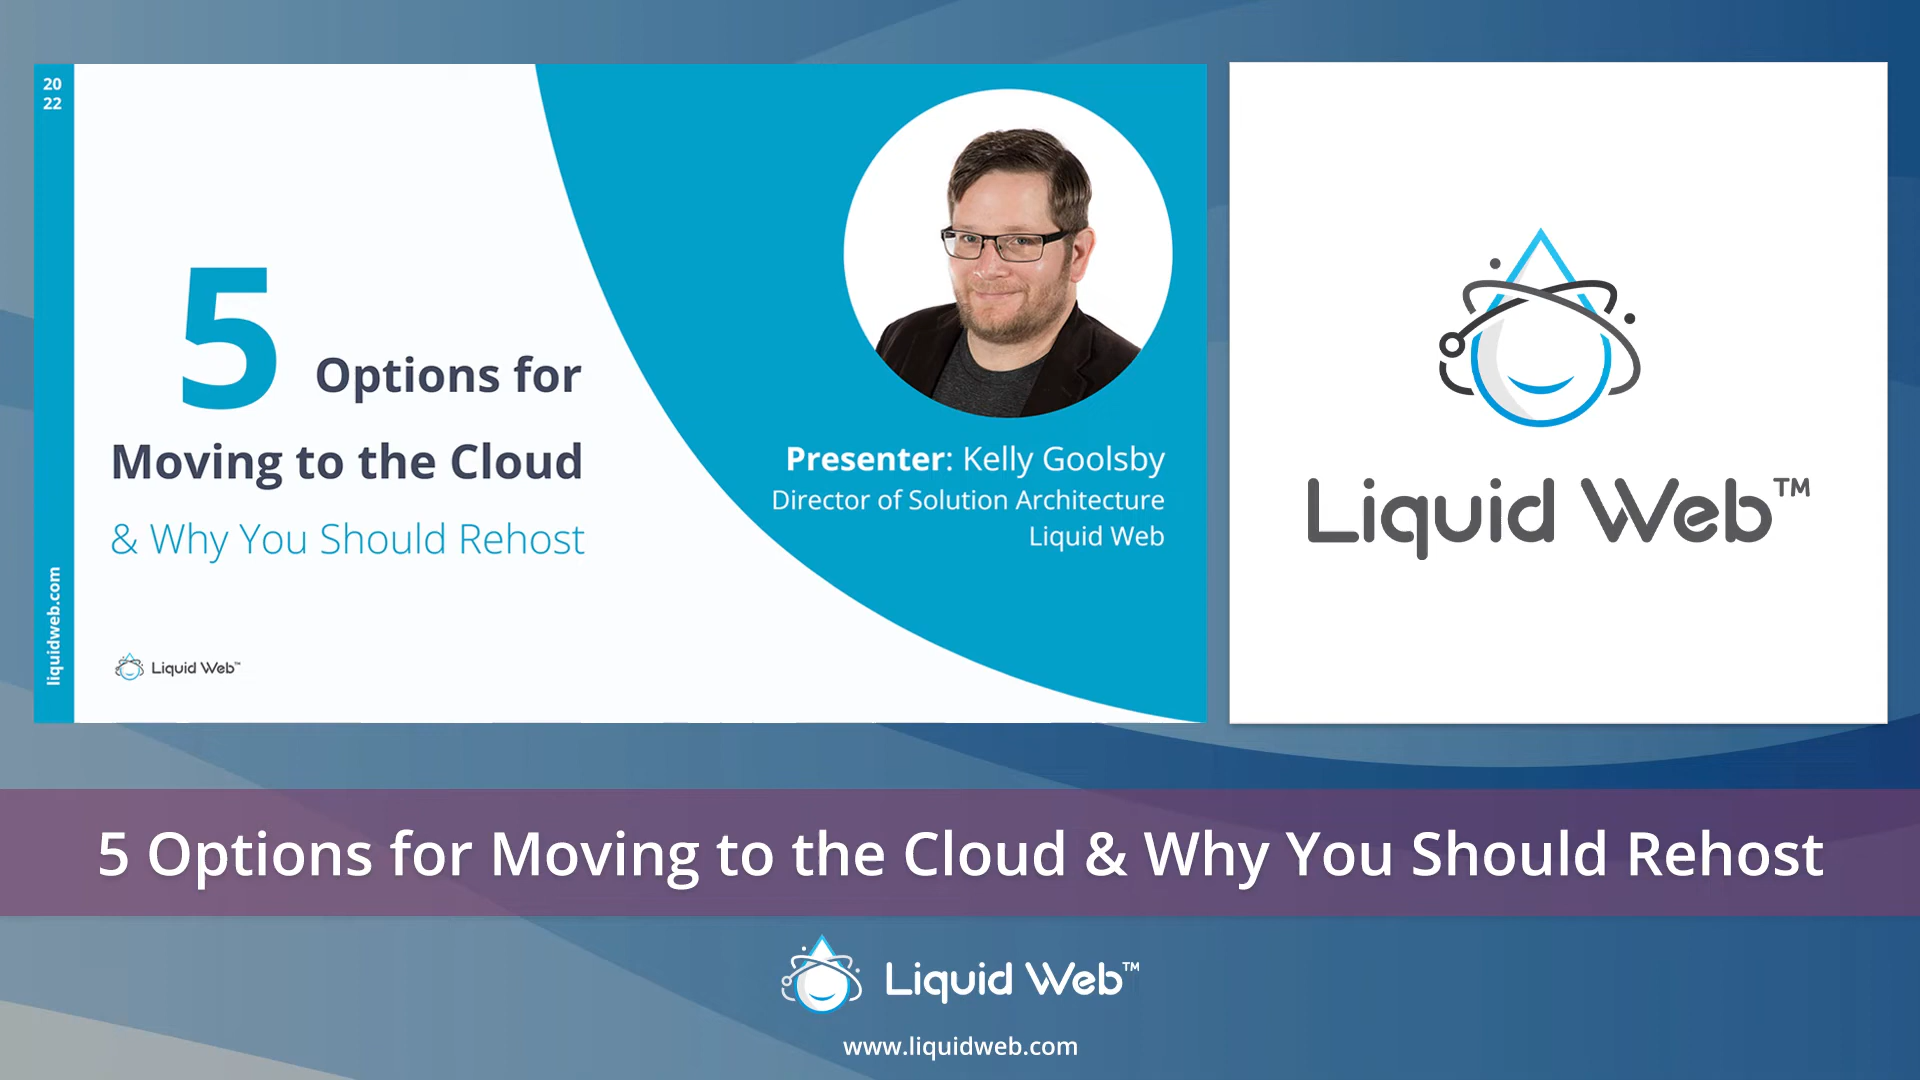 20
22
5 Options for
Moving to the Cloud
& Why You Should Rehost
Liquid Web™
liquidweb.com
Presenter: Kelly Goolsby
Director of Solution Architecture
Liquid Web
Liquid Web™
5 Options for Moving to the Cloud & Why You Should Rehost
Liquid Web™
www.liquidweb.com